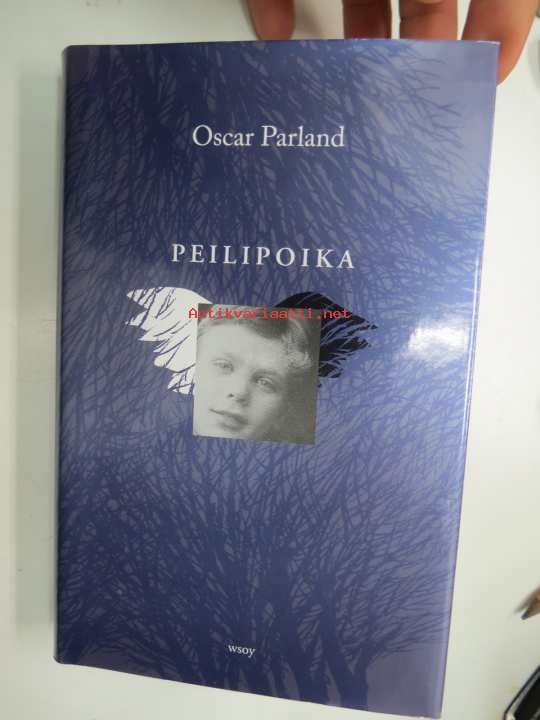 Oscar Parland
PEILIPOIKA
Antikvariaatti.net
wsoy